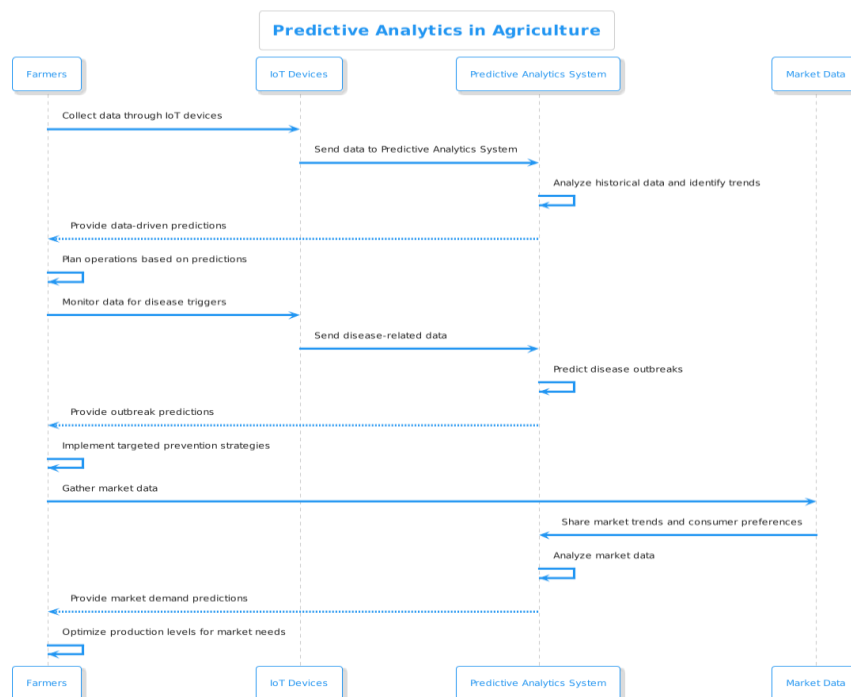 Predictive Analytics in Agriculture
Farmers
IoT Devices
Predictive Analytics System
Market Data
Collect data through IoT devices
Send data to Predictive Analytics System
Analyze historical data and identify trends
Provide data-driven predictions
Plan operations based on predictions
Monitor data for disease triggers
Send disease-related data
Predict disease outbreaks
Provide outbreak predictions
Implement targeted prevention strategies
Gather market data
Share market trends and consumer preferences
Analyze market data
Provide market demand predictions
Optimize production levels for market needs
Farmers
IoT Devices
Predictive Analytics System
Market Data